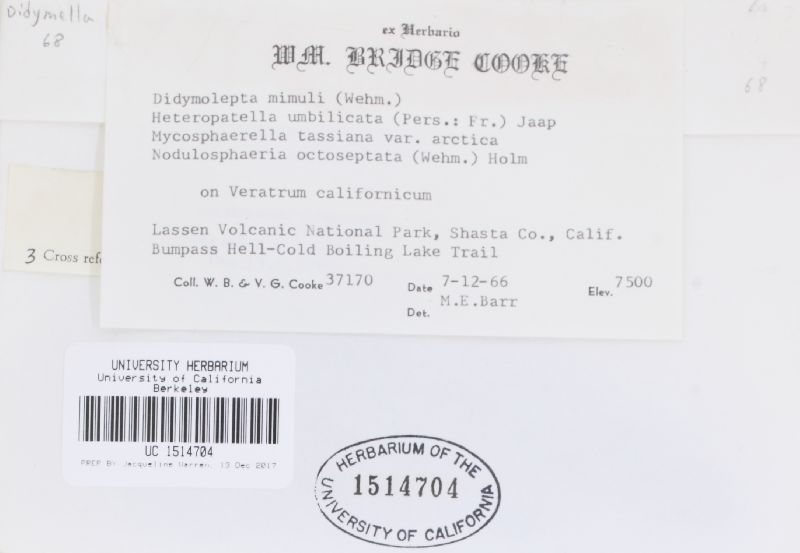 Didymella
68
68
ex Herbario
WM. BRIDGE COOKE
Didymolepta mimuli (Wehm.)
Heteropatella umbilicata (Pers.: Fr.) Jaap
Mycosphaerella tassiana var. arctica
Nodulosphaeria octoseptata (Wehm.) Holm
on Veratrum californicum
Lassen Volcanic National Park, Shasta Co., Calif.
Bumpass Hell-Cold Boiling Lake Trail
3 Cross refe
Coll. W. B. & V. G. Cooke 37170 Date 7-12-66 Elev. 7500
Det. M.E.Barr
UNIVERSITY HERBARIUM
University of California
Berkeley
UC 1514704
PREP BY Jacqueline Warren, 13 Dec 2017
HERBARIUM OF THE
1514704
UNIVERSITY OF CALIFORNIA